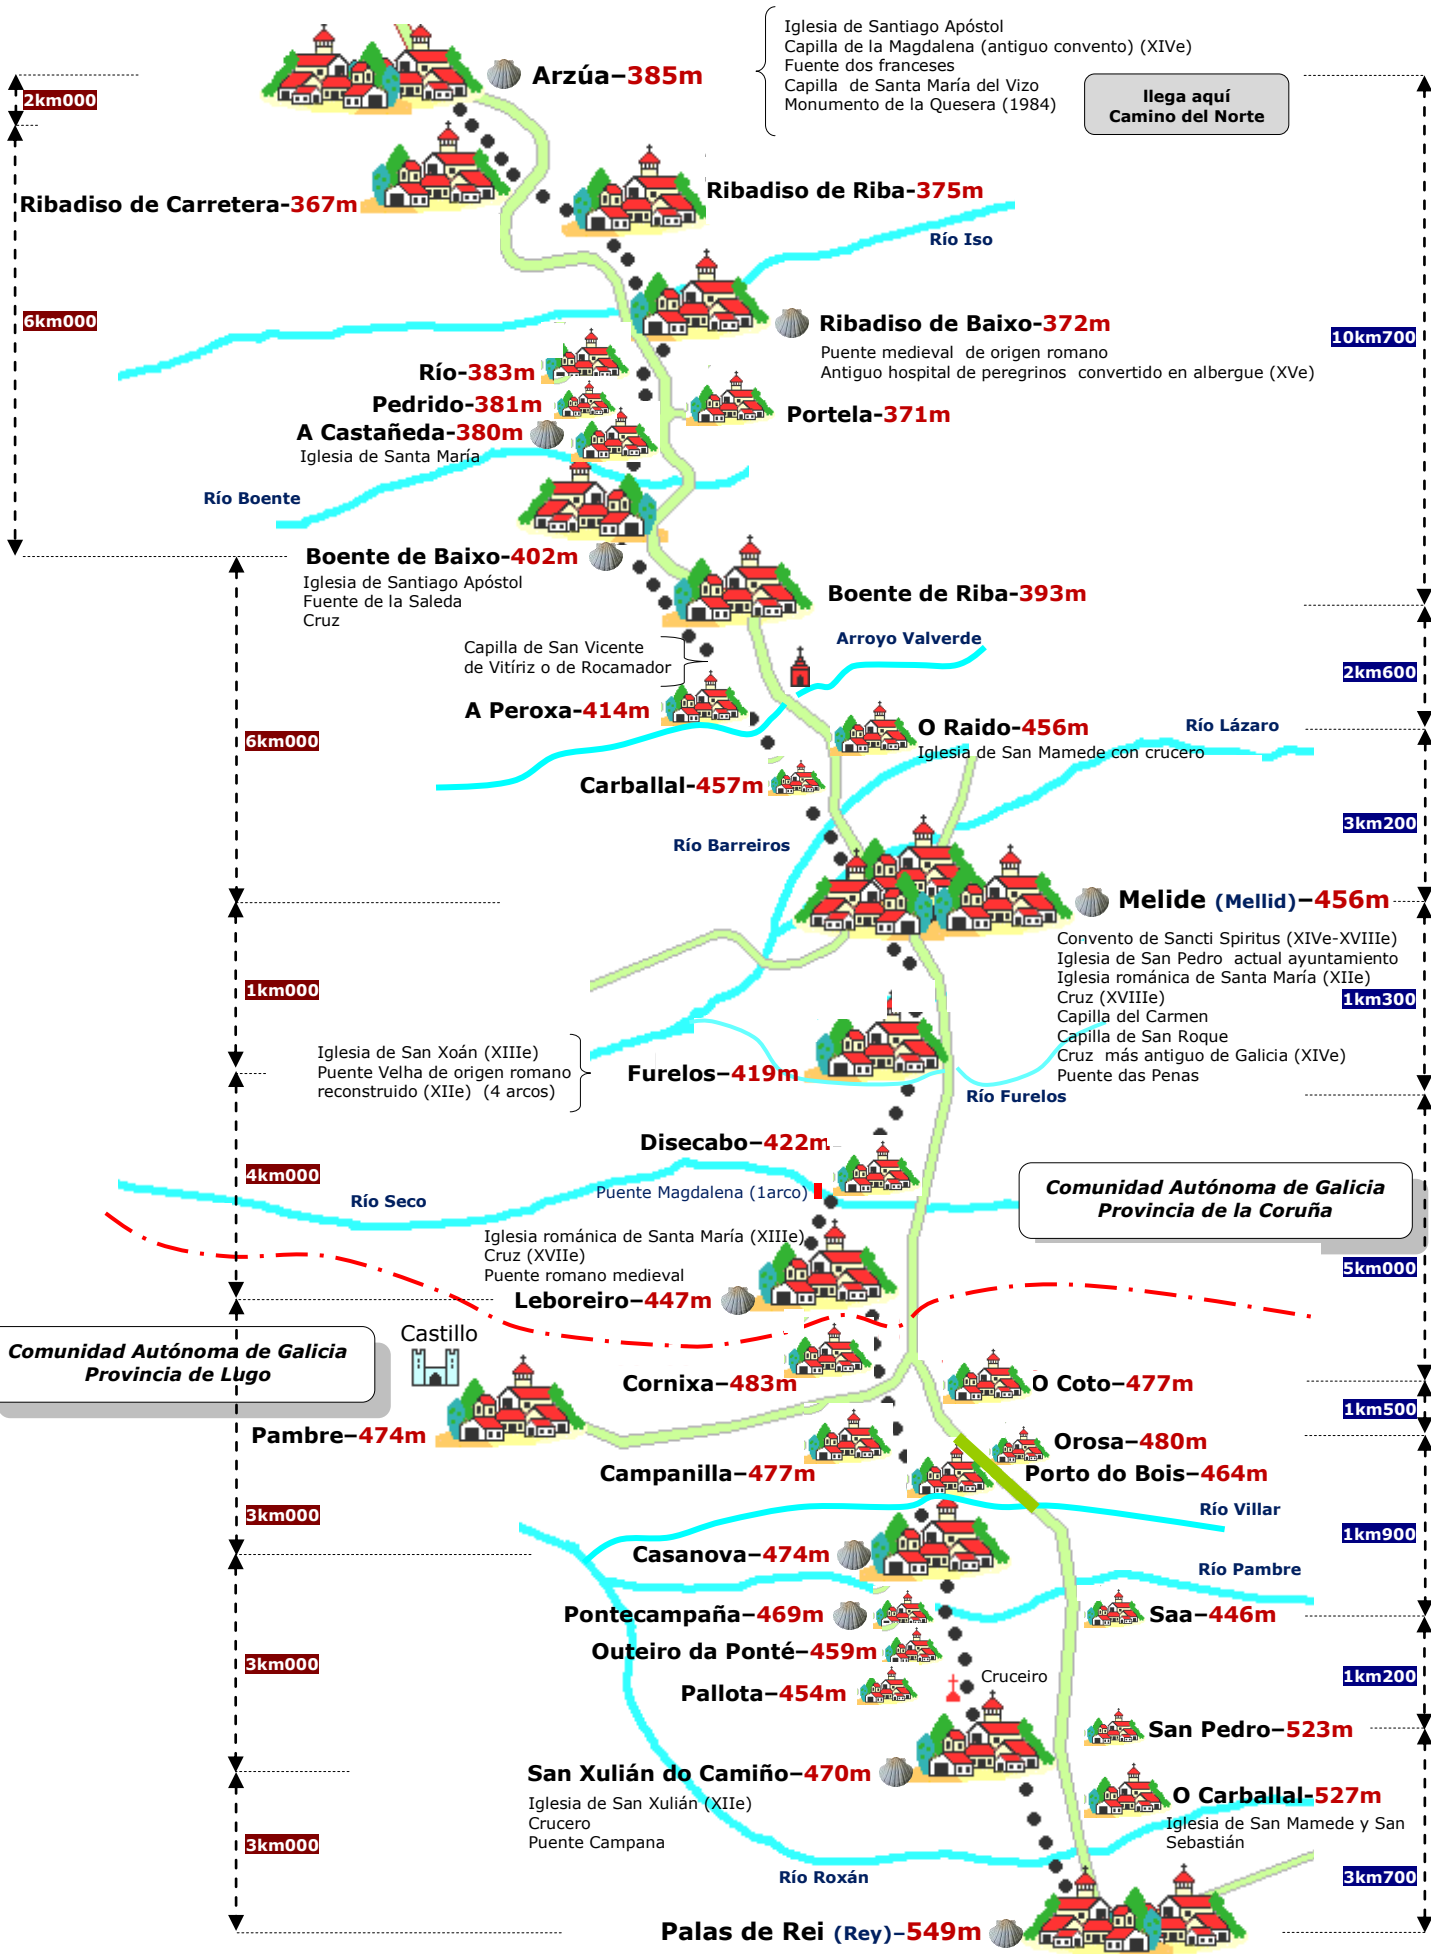 Iglesia de Santiago Apóstol
Capilla de la Magdalena (antiguo convento) (XIVe)
Fuente dos franceses
Capilla de Santa María del Vizo
Monumento de la Quesera (1984)
Arzúa–385m
llega aquí
Camino del Norte
2km000
Ribadiso de Carretera-367m
Ribadiso de Riba-375m
Río Iso
6km000
Ribadiso de Baixo-372m
10km700
Puente medieval de origen romano
Antiguo hospital de peregrinos convertido en albergue (XVe)
Río-383m
Pedrido-381m
Portela-371m
A Castañeda-380m
Iglesia de Santa María
Río Boente
Boente de Baixo-402m
Iglesia de Santiago Apóstol
Fuente de la Saleda
Cruz
Boente de Riba-393m
Arroyo Valverde
Capilla de San Vicente
de Vitíriz o de Rocamador
2km600
A Peroxa-414m
O Raido-456m
Río Lázaro
Iglesia de San Mamede con crucero
6km000
Carballal-457m
3km200
Río Barreiros
Melide (Mellid)–456m
Convento de Sancti Spiritus (XIVe-XVIIIe)
Iglesia de San Pedro actual ayuntamiento
Iglesia románica de Santa María (XIIe)
Cruz (XVIIIe)
Capilla del Carmen
Capilla de San Roque
Cruz más antiguo de Galicia (XIVe)
Puente das Penas
1km000
1km300
Iglesia de San Xoán (XIIIe)
Puente Velha de origen romano
reconstruido (XIIe) (4 arcos)
Furelos–419m
Río Furelos
Disecabo–422m
4km000
Río Seco
Puente Magdalena (1arco)
Comunidad Autónoma de Galicia
Provincia de la Coruña
Iglesia románica de Santa María (XIIIe)
Cruz (XVIIe)
Puente romano medieval
5km000
Leboreiro–447m
Castillo
Comunidad Autónoma de Galicia
Provincia de Lugo
Cornixa–483m
O Coto–477m
1km500
Pambre–474m
Orosa–480m
Campanilla–477m
Porto do Bois–464m
Río Villar
3km000
1km900
Casanova–474m
Río Pambre
Pontecampaña–469m
Saa–446m
Outeiro da Ponté–459m
3km000
Cruceiro
1km200
Pallota–454m
San Pedro–523m
San Xulián do Camiño–470m
Iglesia de San Xulián (XIIe)
Crucero
Puente Campana
O Carballal-527m
Iglesia de San Mamede y San
Sebastián
3km000
Río Roxán
3km700
Palas de Rei (Rey)–549m